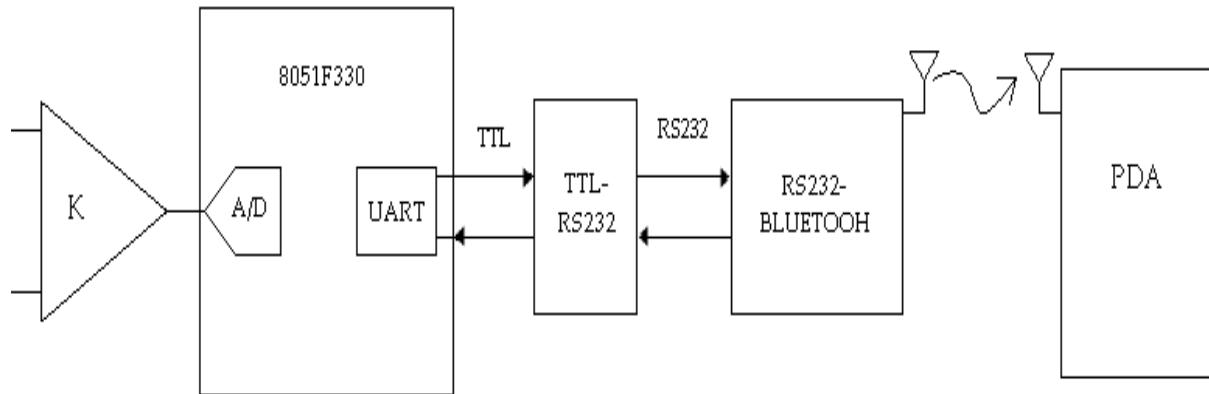 8051F330
K
A/D
UART
TTL
TTL-
RS232
RS232
RS232-
BLUETOOH
PDA